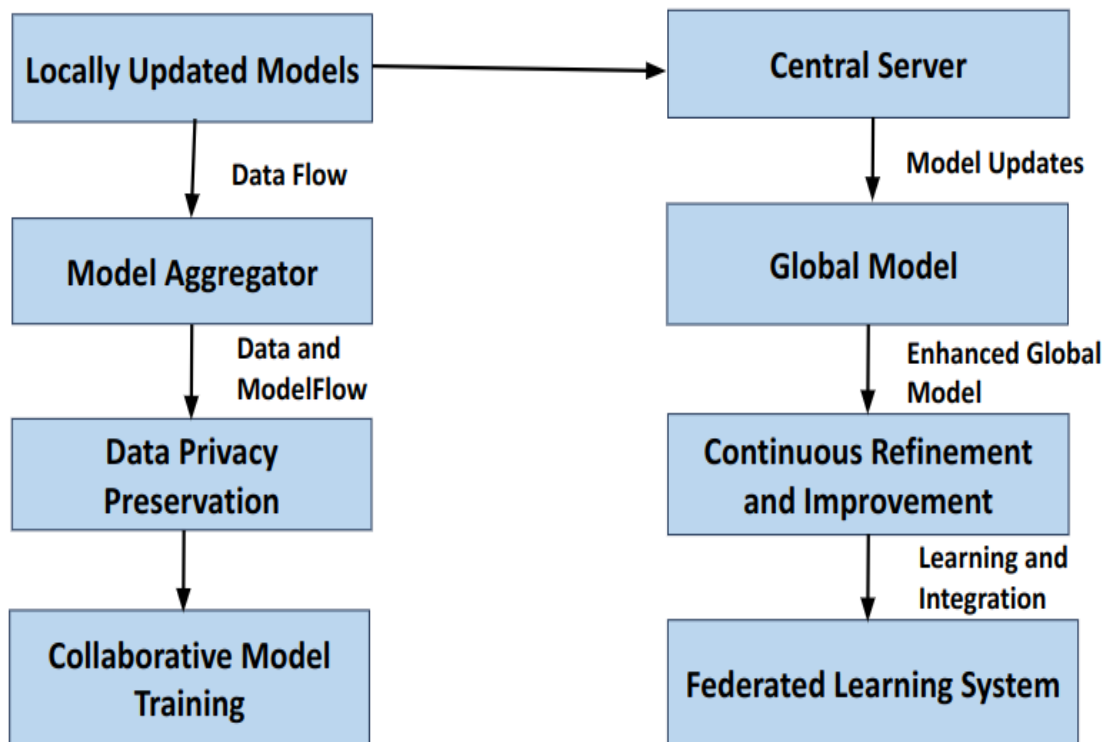 Locally Updated Models
Central Server
Data Flow
Model Updates
Model Aggregator
Global Model
Data and
ModelFlow
Enhanced Global
Model
Data Privacy
Preservation
Continuous Refinement
and Improvement
Learning and
Integration
Collaborative Model
Training
Federated Learning System